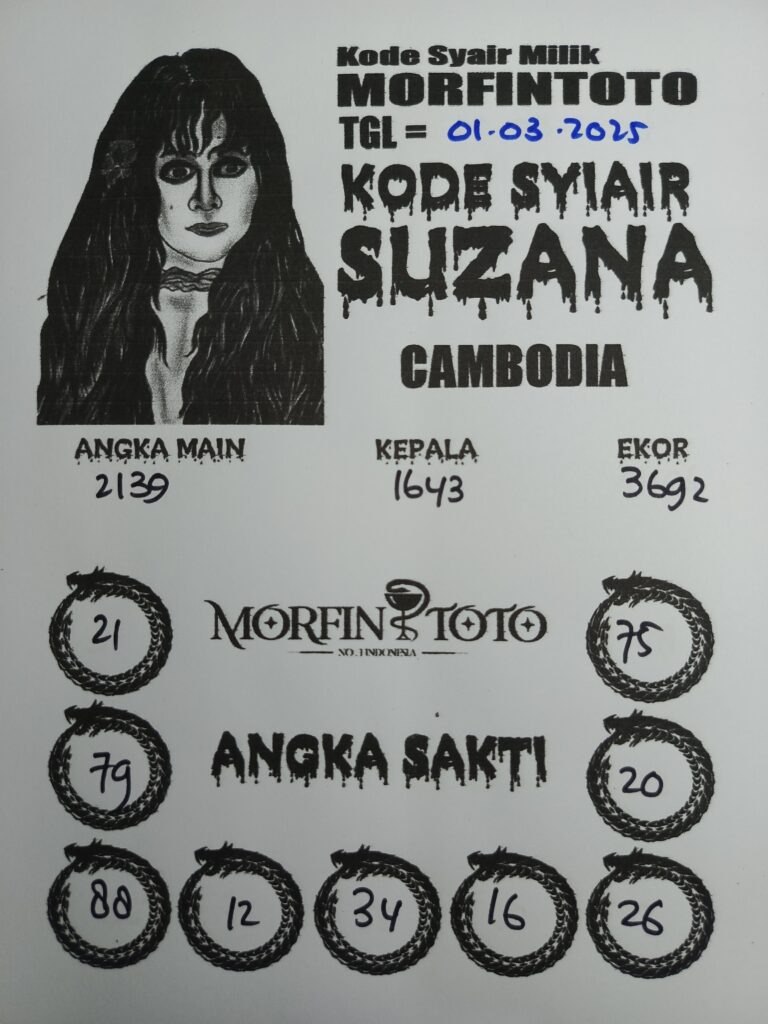 Kode Syair Milik
MORFINTOTO
TGL = 01.03.2025
KODE SYIAIR
SUZANA
CAMBODIA
ANGKA MAIN KEPALA EKOR
2139 1643 3692
21 MORFIN TOTO 75
NO.1 INDONESIA
79 ANGKA SAKTI 20
88 12 34 16 26